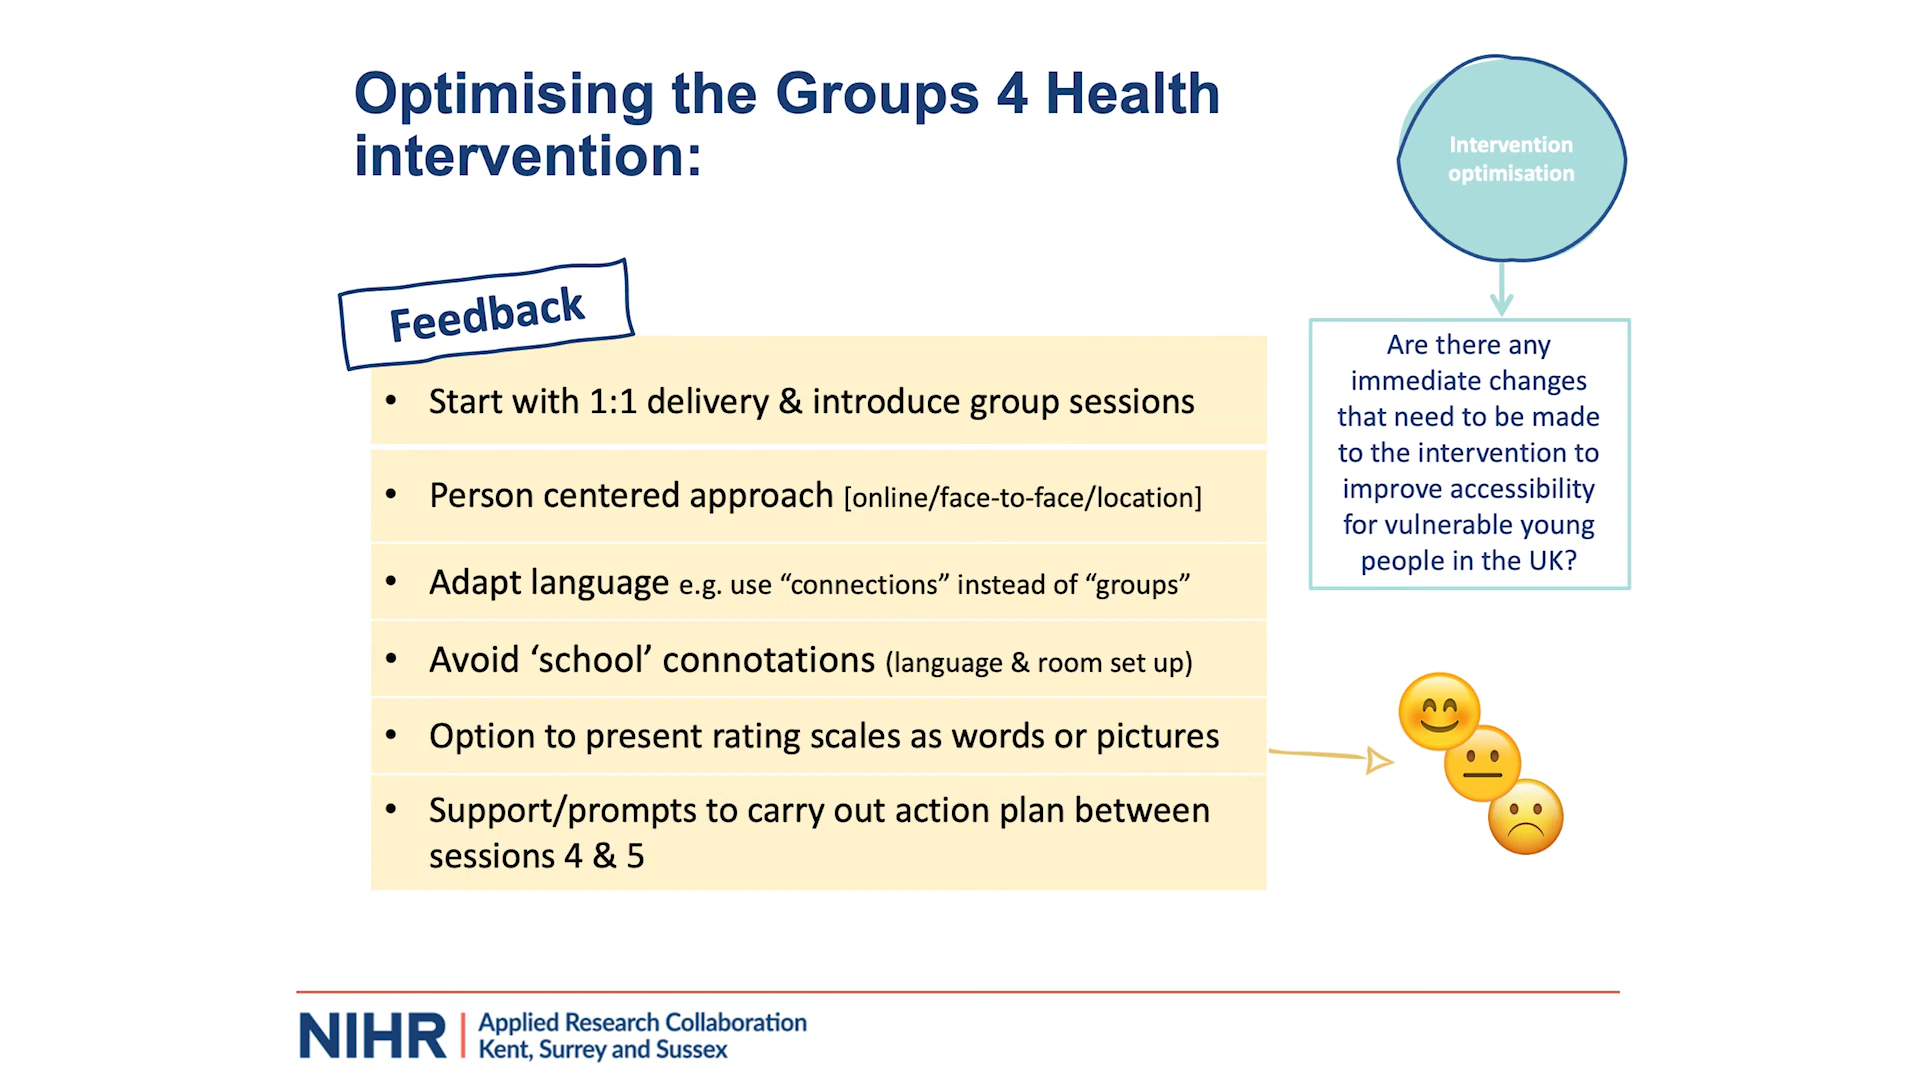 Optimising the Groups 4 Health
intervention:
Intervention
optimisation
Feedback
• Start with 1:1 delivery & introduce group sessions
• Person centered approach [online/face-to-face/location]
• Adapt language e.g. use “connections” instead of “groups”
• Avoid ‘school’ connotations (language & room set up)
• Option to present rating scales as words or pictures
• Support/prompts to carry out action plan between
sessions 4 & 5
Are there any
immediate changes
that need to be made
to the intervention to
improve accessibility
for vulnerable young
people in the UK?
NIHR | Applied Research Collaboration
Kent, Surrey and Sussex